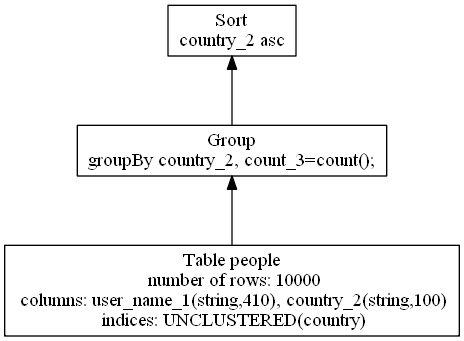 Sort
country_2 asc
Group
groupBy country_2, count_3=count();
Table people
number of rows: 10000
columns: user_name_1(string,410), country_2(string,100)
indices: UNCLUSTERED(country)